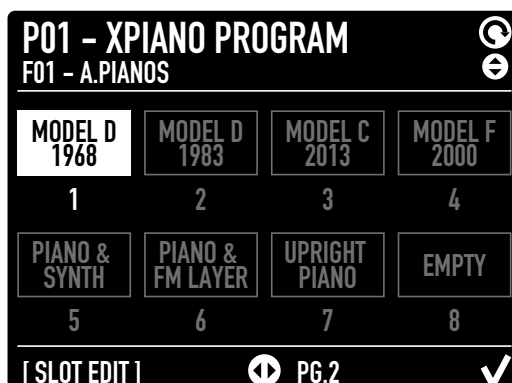 P01 - XPIANO PROGRAM
F01 - A.PIANOS
MODEL D
1968
MODEL D
1983
MODEL C
2013
MODEL F
2000
1
2
3
4
PIANO &
SYNTH
PIANO &
FM LAYER
UPRIGHT
PIANO
EMPTY
5
6
7
8
[ SLOT EDIT ]
PG.2